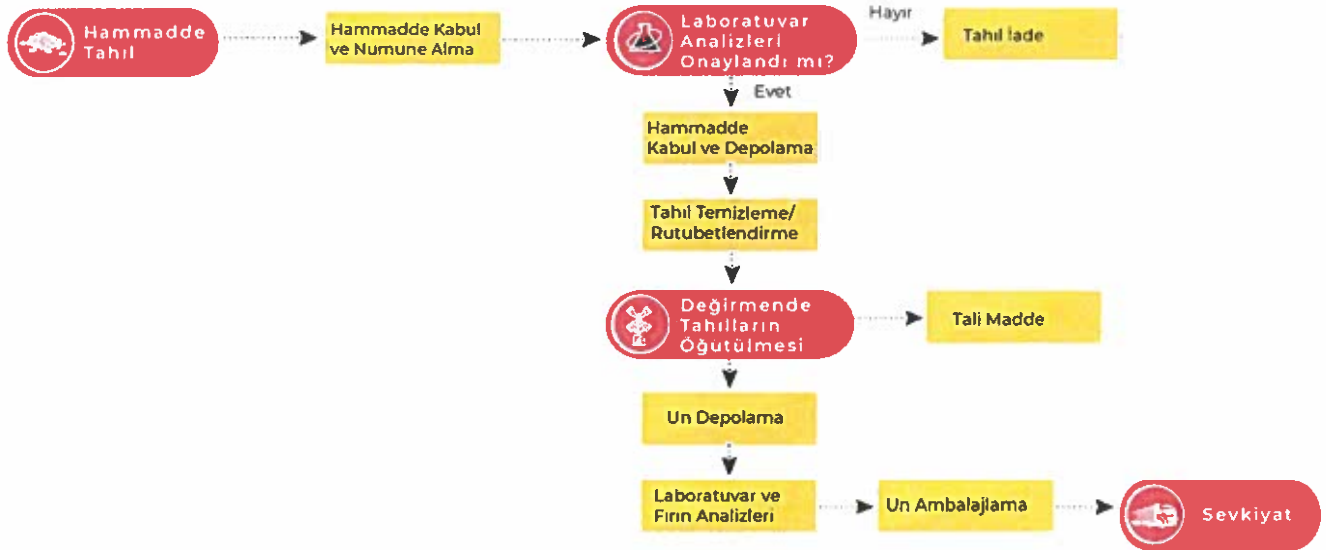 Hammadde
Tahıl
Hammadde Kabul
ve Numune Alma
Laboratuvar
Analizleri
Onaylandı mı?
Hayır
Tahıl İade
Evet
Hammadde
Kabul ve Depolama
Tahıl Temizleme/
Rutubetlendirme
Değirmende
Tahılların
Öğütülmesi
Tali Madde
Un Depolama
Laboratuvar ve
Fırın Analizleri
Un Ambalajlama
Sevkiyat